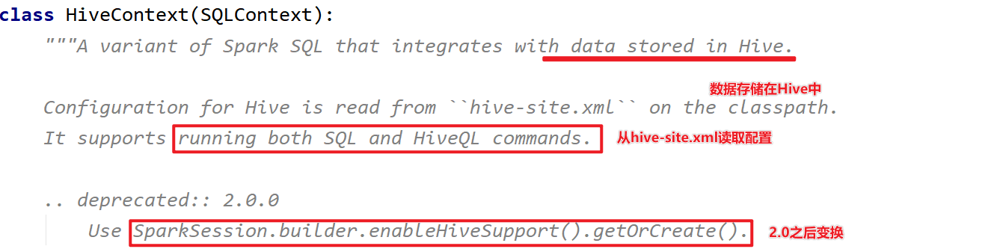 class HiveContext(SQLContext):
"""A variant of Spark SQL that integrates with data stored in Hive.
数据存储在Hive中
Configuration for Hive is read from ``hive-site.xml`` on the classpath.
It supports running both SQL and HiveQL commands.
从hive-site.xml读取配置
.. deprecated:: 2.0.0
Use SparkSession.builder.enableHiveSupport().getOrCreate().
2.0之后变换